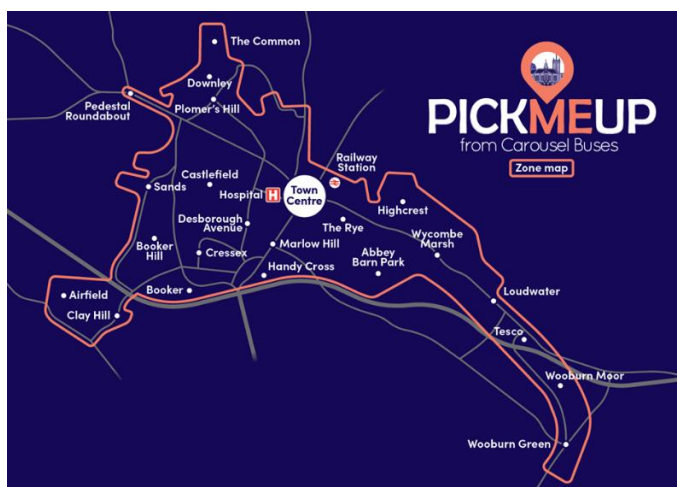 The Common
Downley
Pedestal
Roundabout
Plomer's Hill
PICKMEUP
from Carousel Buses
Zone map
Railway
Station
Castlefield
Sands
Hospital
H
Town
Centre
Highcrest
Desborough
Avenue
The Rye
Wycombe
Marsh
Booker
Hill
Cressex
Marlow Hill
Abbey
Barn Park
Handy Cross
Airfield
Booker
Loudwater
Clay Hill
Tesco
Wooburn Moor
Wooburn Green